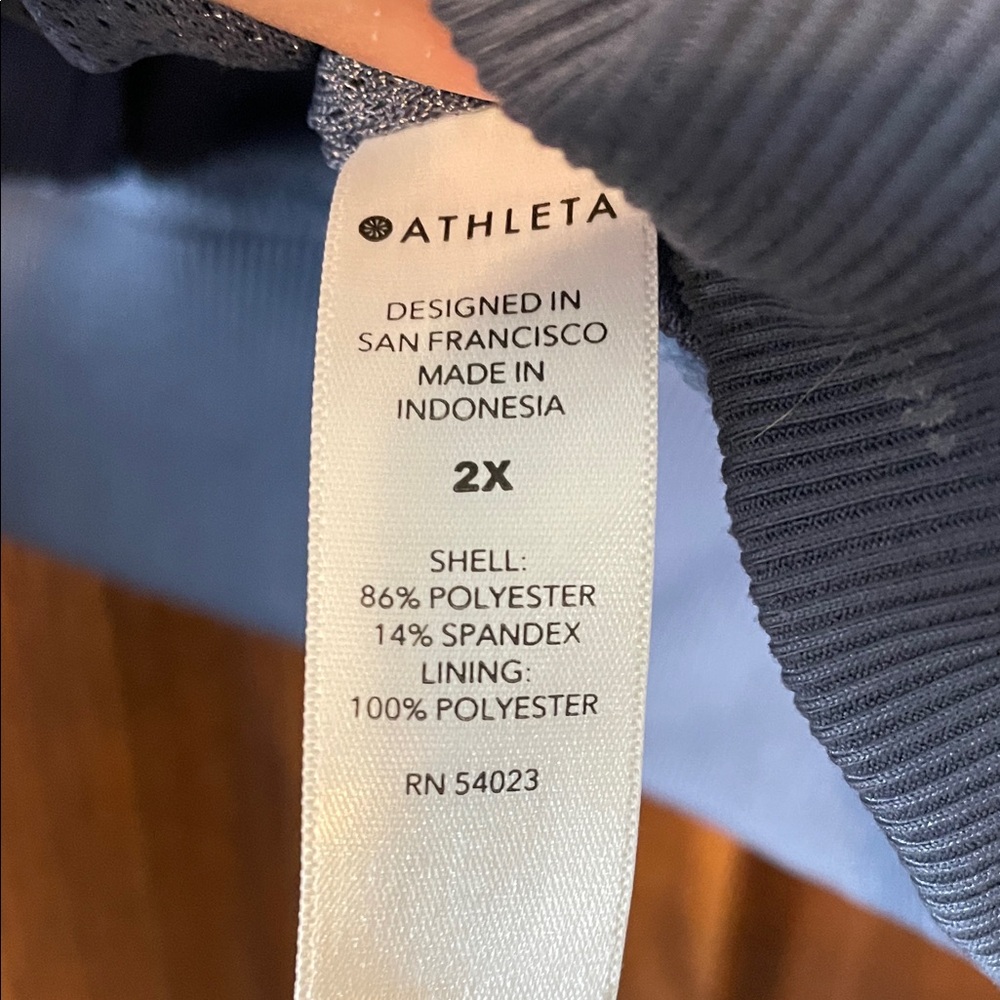 ATHLETA
DESIGNED IN
SAN FRANCISCO
MADE IN
INDONESIA
2X
SHELL:
86% POLYESTER
14% SPANDEX
LINING:
100% POLYESTER
RN 54023